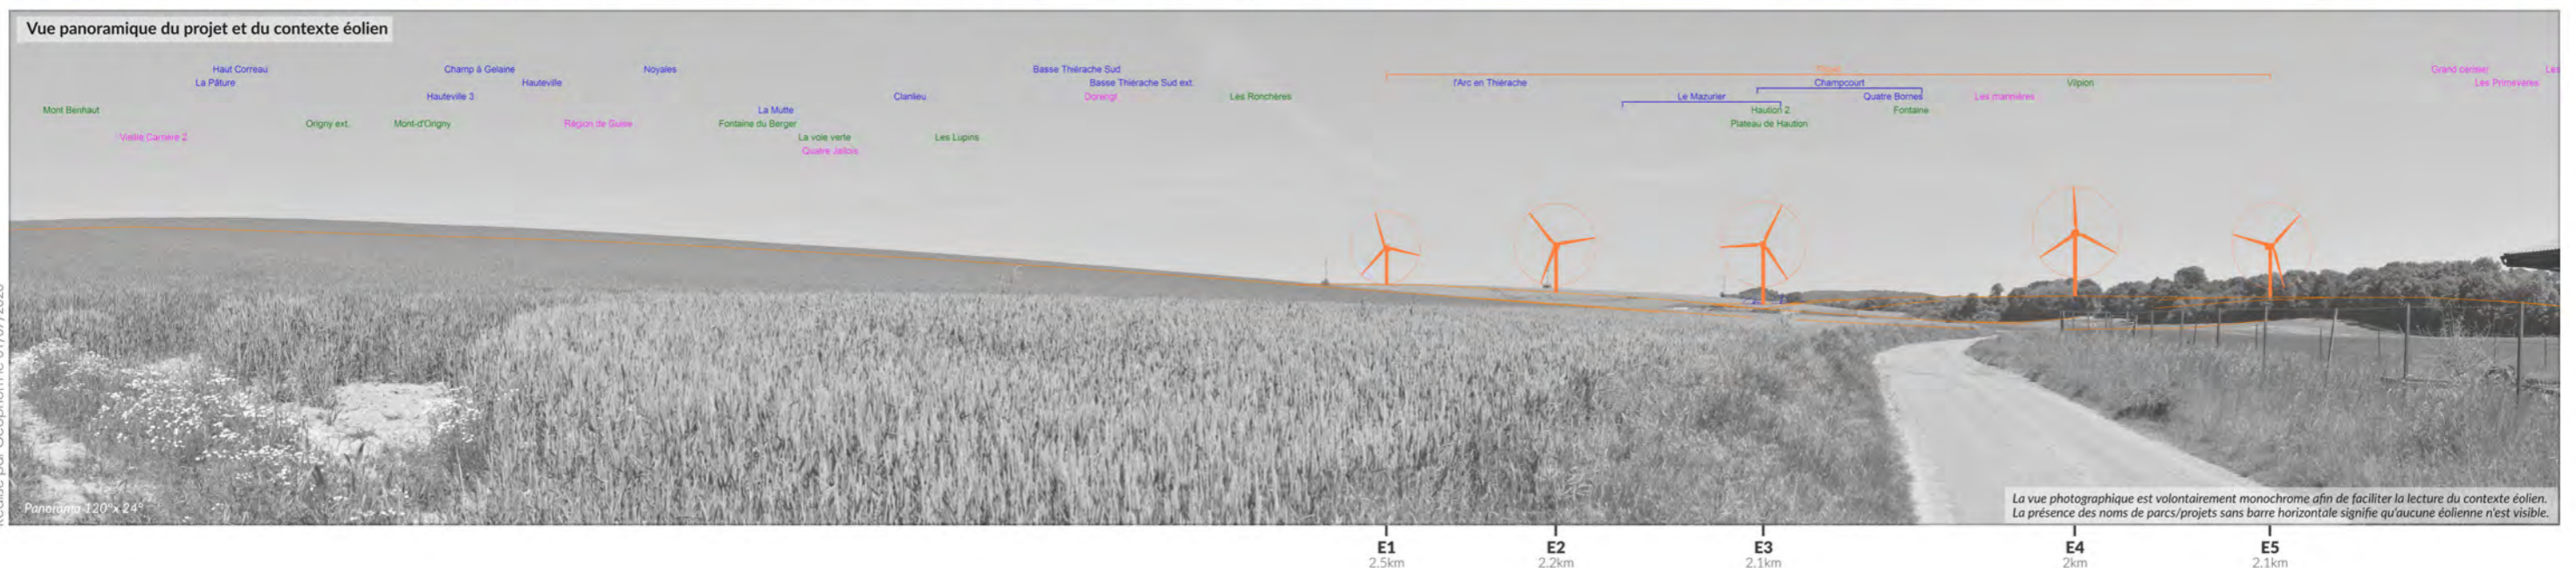 Vue panoramique du projet et du contexte éolien
Haut Correau
Champ à Gelaine
Noyales
Basse Thiérache Sud
Grand cerisier
Les
La Pâture
Hauteville
Basse Thiérache Sud ext.
l'Arc en Thiérache
Champcourt
Vilpion
Les Primevères
Hauteville 3
Clanlieu
Dorengt
Les Ronchères
Le Mazurier
Quatre Bornes
Les marnières
Mont Benhaut
La Mutte
Haution 2
Fontaine
Origny ext.
Mont-d'Origny
Région de Guise
Fontaine du Berger
Plateau de Haution
Vieille Carrière 2
La voie verte
Les Lupins
Quatre Jallois
Panorama 120° x 24°
La vue photographique est volontairement monochrome afin de faciliter la lecture du contexte éolien.
La présence des noms de parcs/projets sans barre horizontale signifie qu'aucune éolienne n'est visible.
E1
E2
E3
E4
E5
2.5km
2.2km
2.1km
2km
2.1km